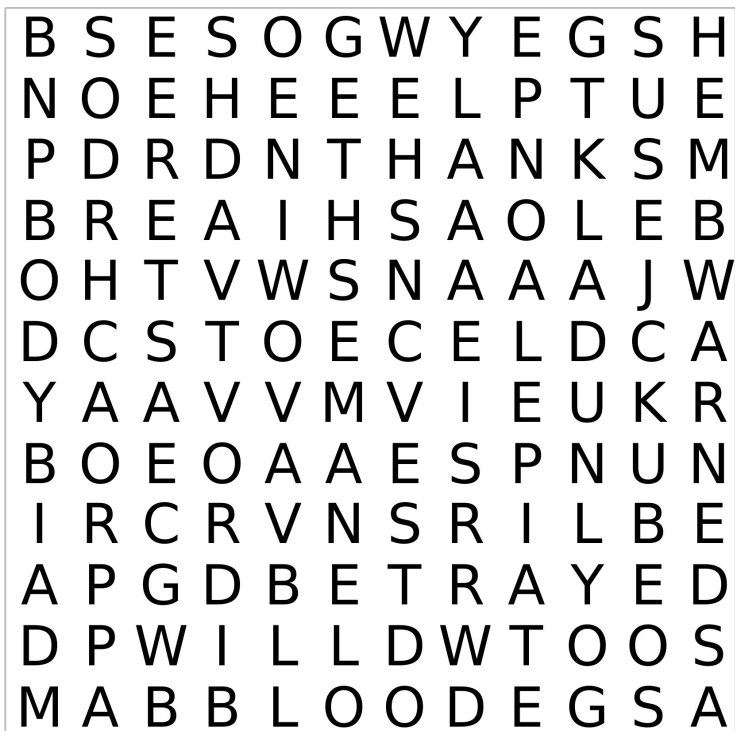 B S E S O G W Y E G S H
N O E H E E E L P T U E
P D R D N T H A N K S M
B R E A I H S A O L E B
O H T V W S N A A A J W
D C S T O E C E L D C A
Y A A V V M V I E U K R
B O E O A A E S P N U N
I R C R V N S R I L B E
A P G D B E T R A Y E D
D P W I L L D W T O O S
M A B B L O O D E G S A